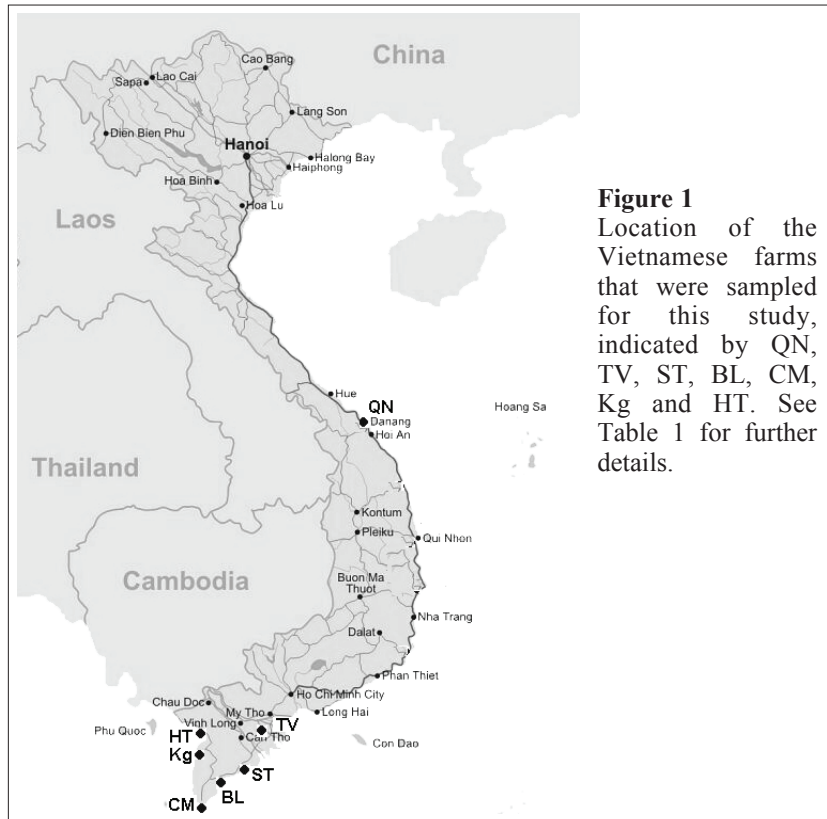 China
Cao Bang
Lao Cai
Sapa
Lang Son
Dien Bien Phu
Hanoi
Halong Bay
Haiphong
Hoa Binh
Hoa Lu
Laos
Hue
QN
Danang
Hoi An
Hoang Sa
Thailand
Kontum
Pleiku
Qui Nhon
Cambodia
Buon Ma
Thuot
Nha Trang
Dalat
Phan Thiet
Chau Doc
Ho Chi Minh City
My Tho
Long Hai
Phu Quoc
Vinh Long
TV
HT
Can Tho
Con Dao
Kg
ST
BL
CM
Figure 1
Location of the
Vietnamese farms
that were sampled
for this study,
indicated by QN,
TV, ST, BL, CM,
Kg and HT. See
Table 1 for further
details.